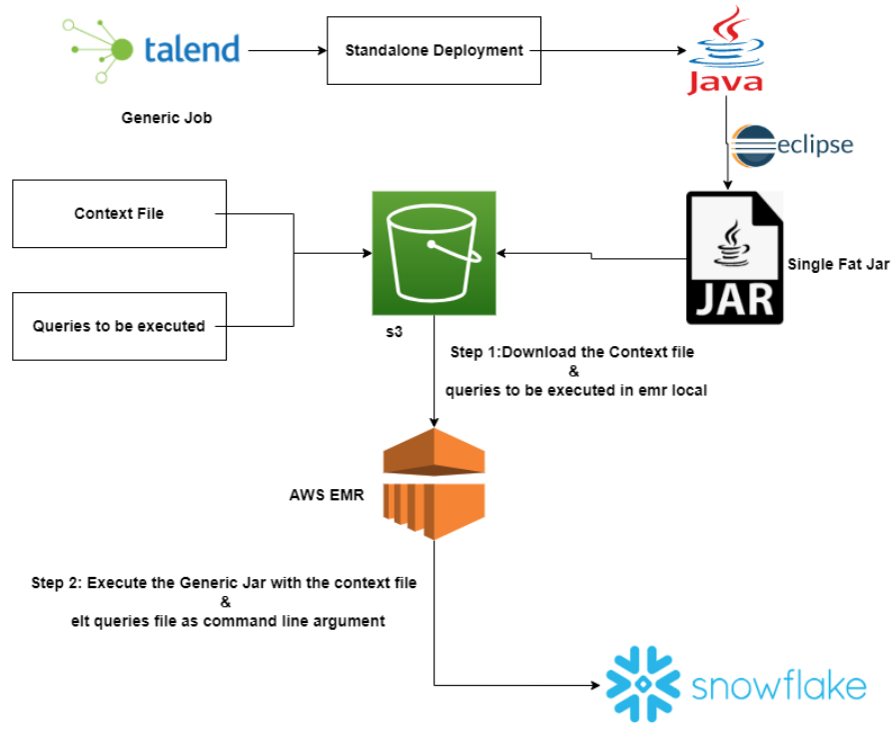 talend
Standalone Deployment
Java
Generic Job
eclipse
Context File
Single Fat Jar
JAR
Queries to be executed
s3
Step 1:Download the Context file
&
queries to be executed in emr local
AWS EMR
Step 2: Execute the Generic Jar with the context file
&
elt queries file as command line argument
snowflake